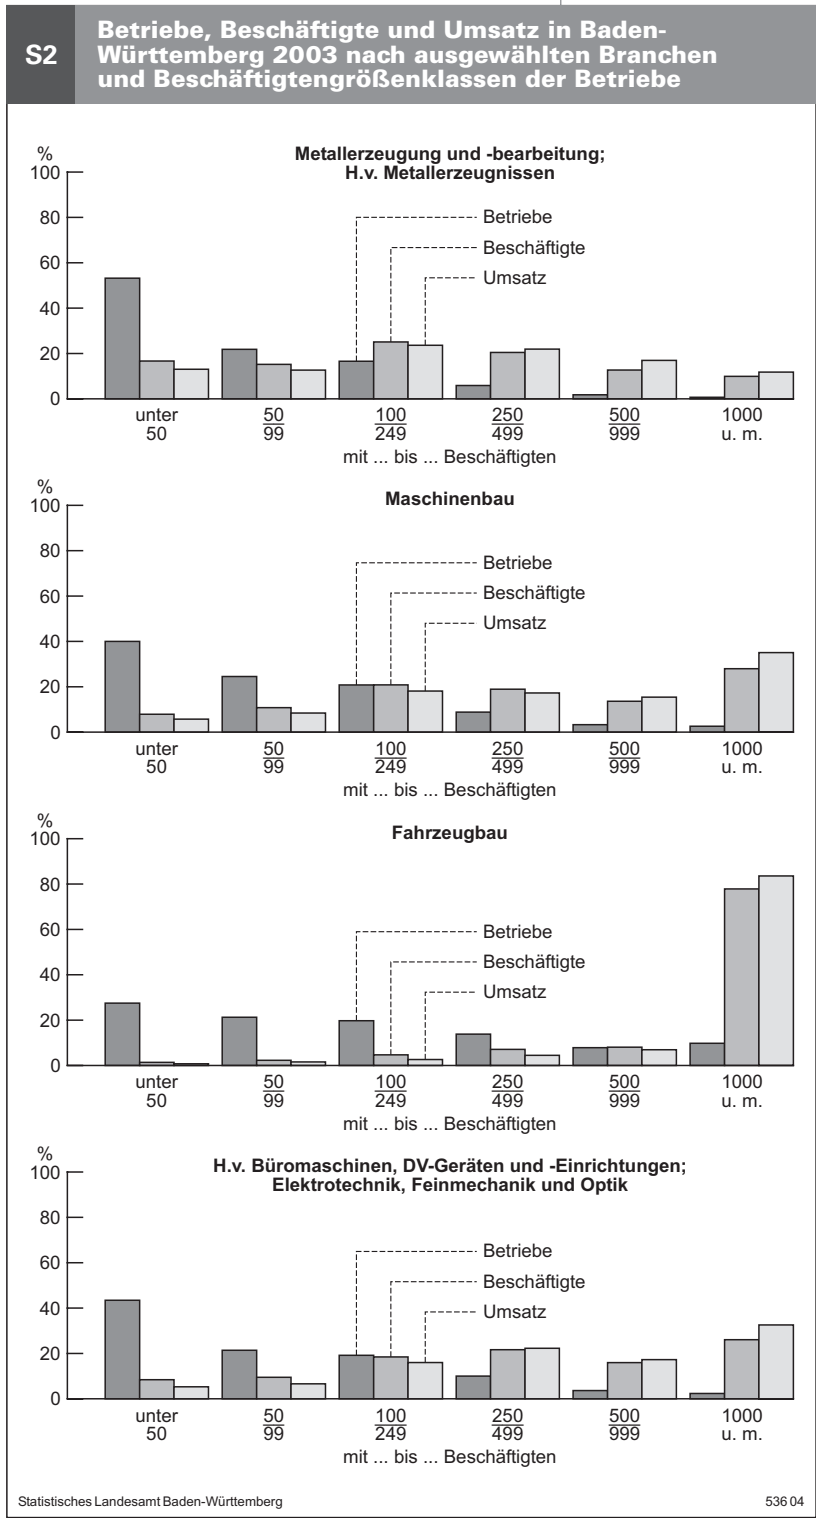 S2
Betriebe, Beschäftigte und Umsatz in Baden-
Württemberg 2003 nach ausgewählten Branchen
und Beschäftigtengrößenklassen der Betriebe
%
Metallerzeugung und -bearbeitung;
H.v. Metallerzeugnissen
100
80
60
40
20
0
Betriebe
Beschäftigte
Umsatz
unter 50 100 250 500 1000
50 99 249 499 999 u. m.
mit ... bis ... Beschäftigten
%
Maschinenbau
100
80
60
40
20
0
Betriebe
Beschäftigte
Umsatz
unter 50 100 250 500 1000
50 99 249 499 999 u. m.
mit ... bis ... Beschäftigten
%
Fahrzeugbau
100
80
60
40
20
0
Betriebe
Beschäftigte
Umsatz
unter 50 100 250 500 1000
50 99 249 499 999 u. m.
mit ... bis ... Beschäftigten
%
H.v. Büromaschinen, DV-Geräten und -Einrichtungen;
Elektrotechnik, Feinmechanik und Optik
100
80
60
40
20
0
Betriebe
Beschäftigte
Umsatz
unter 50 100 250 500 1000
50 99 249 499 999 u. m.
mit ... bis ... Beschäftigten
Statistisches Landesamt Baden-Württemberg 536 04